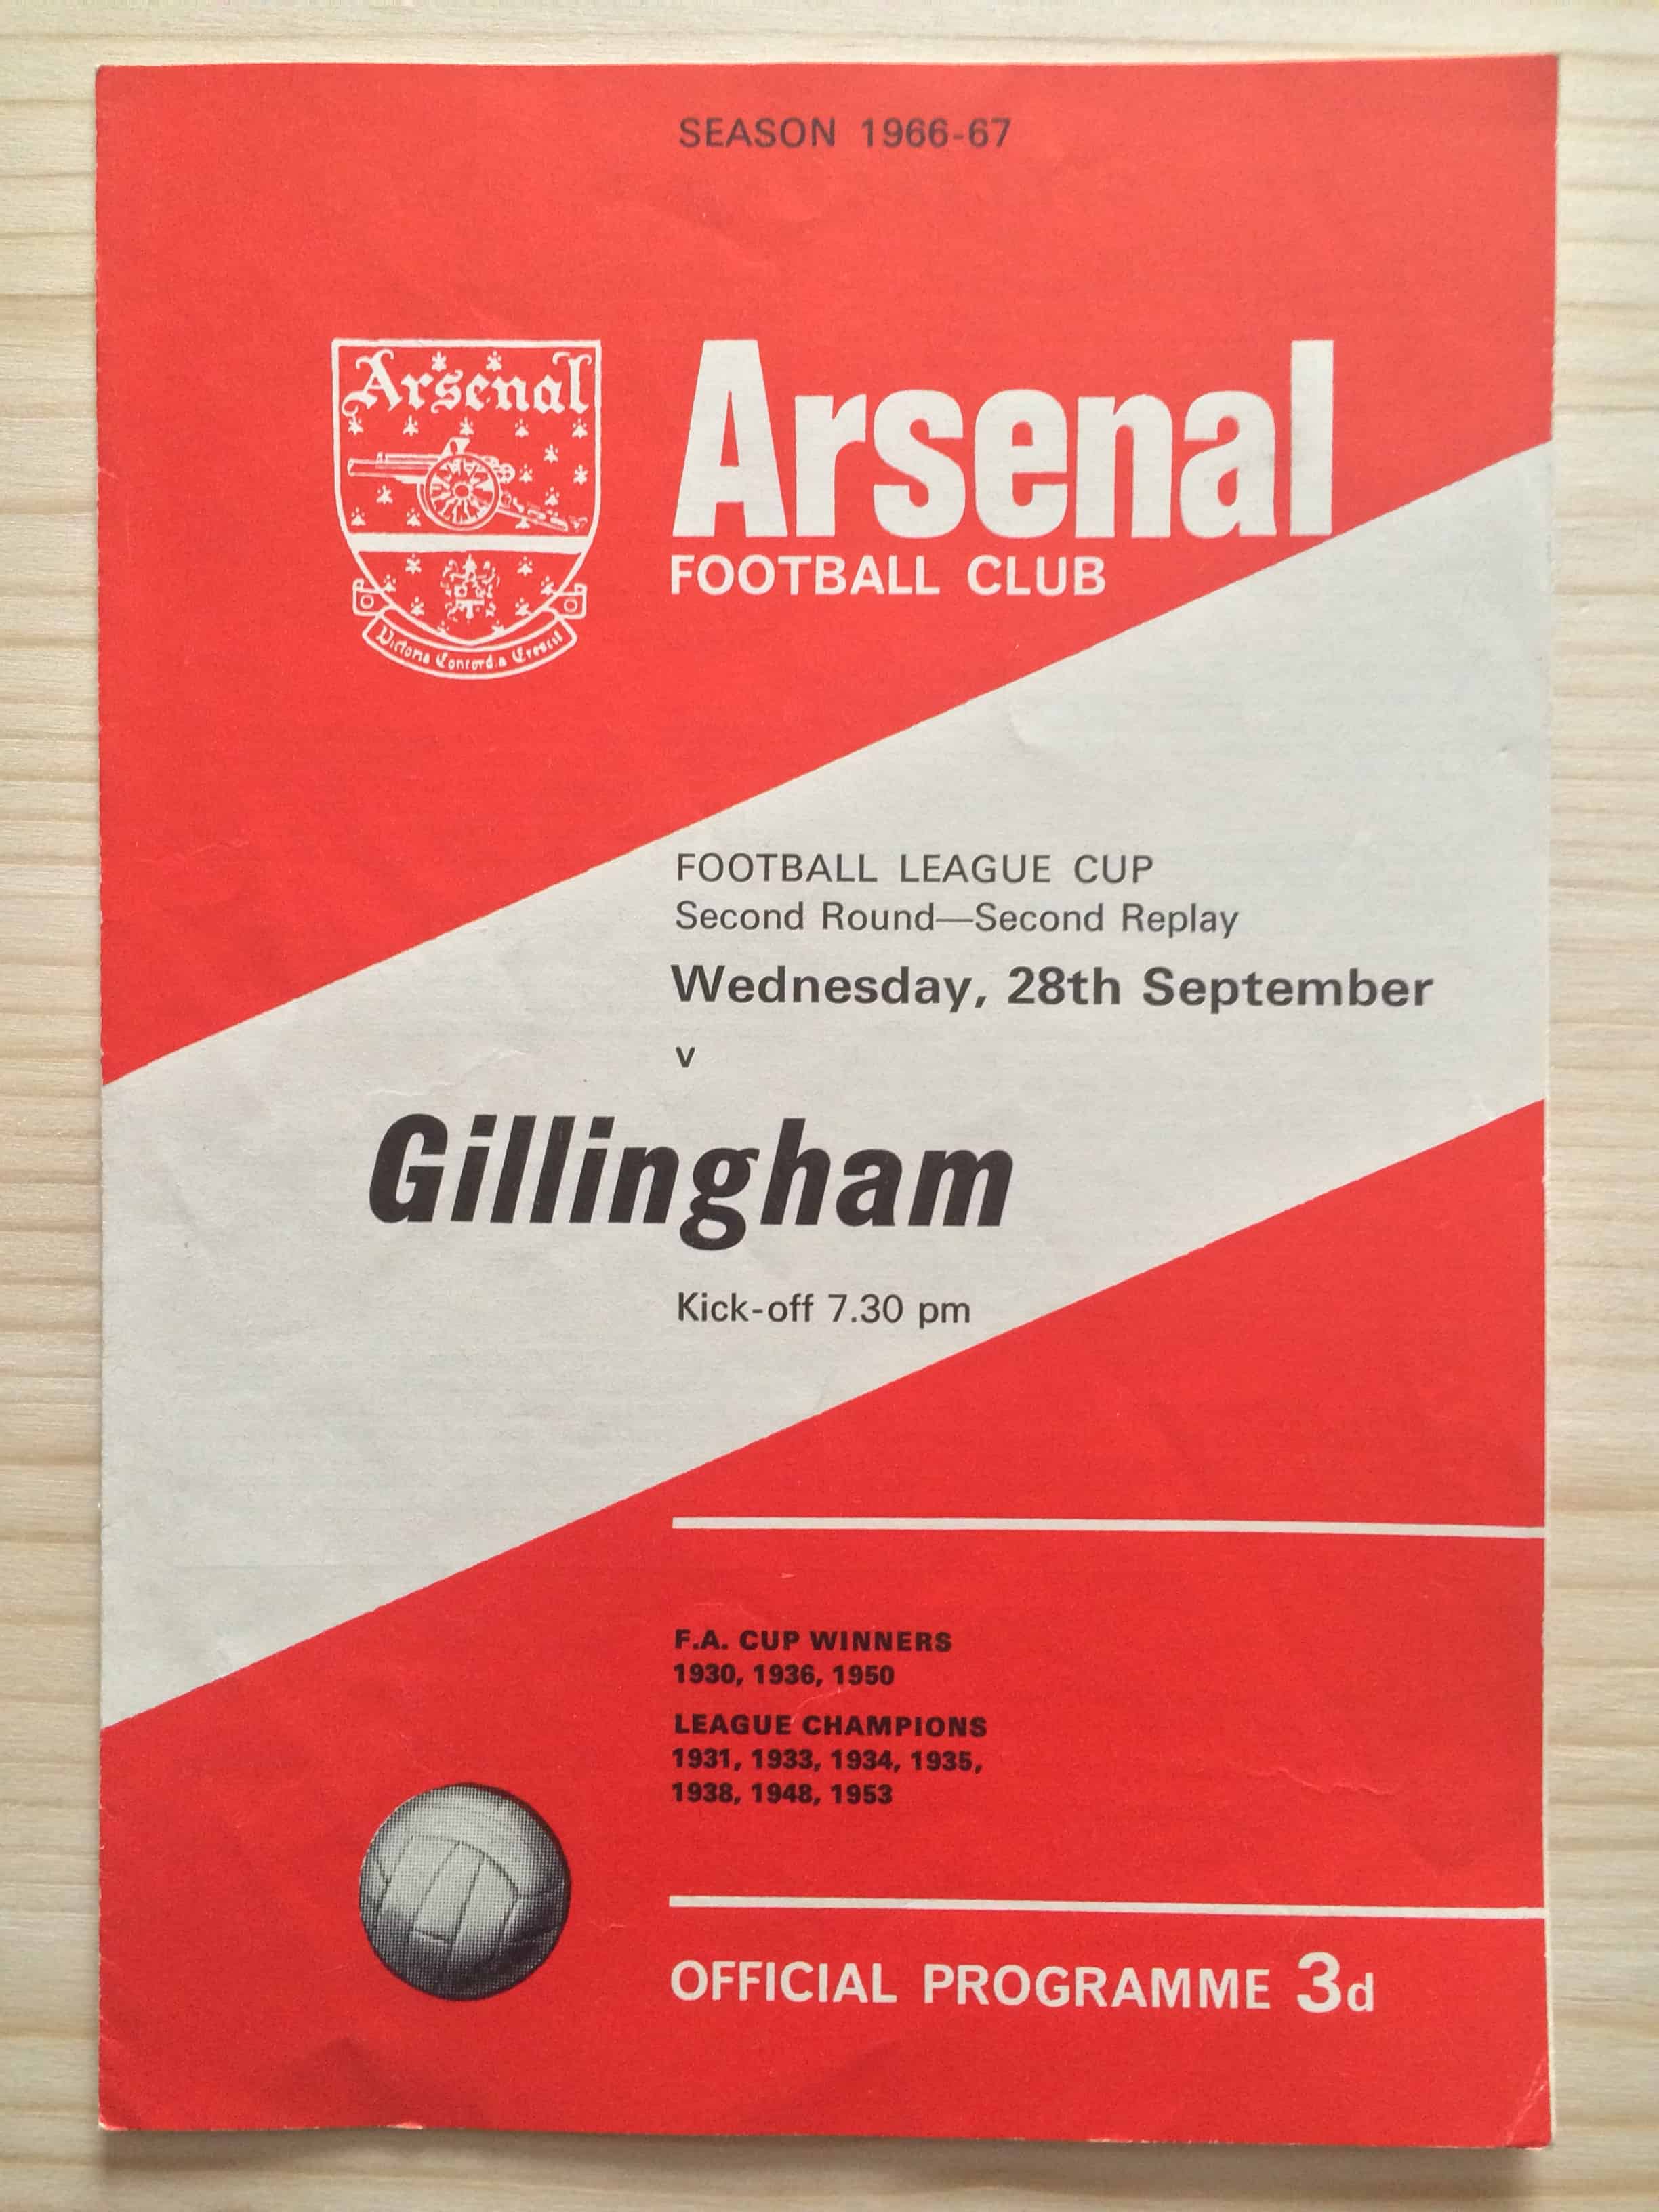 SEASON 1966-67
Arsenal
Arsenal
FOOTBALL CLUB
Victoria Concordia Crescit
FOOTBALL LEAGUE CUP
Second Round—Second Replay
Wednesday, 28th September
v
Gillingham
Kick-off 7.30 pm
F.A. CUP WINNERS
1930, 1936, 1950
LEAGUE CHAMPIONS
1931, 1933, 1934, 1935,
1938, 1948, 1953
OFFICIAL PROGRAMME 3d